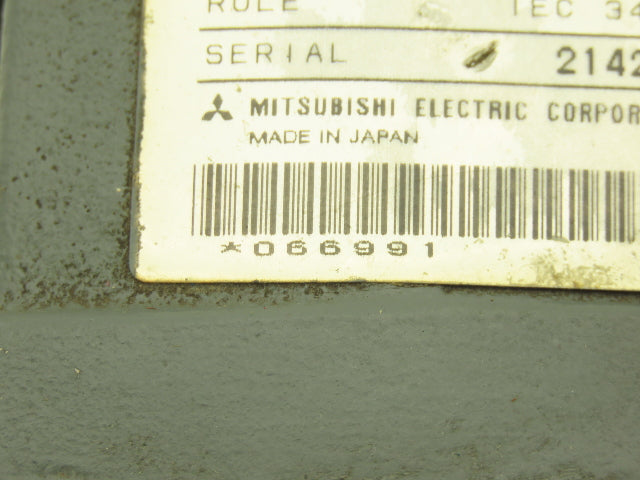 RULE IEC 34
SERIAL 2142
MITSUBISHI ELECTRIC CORPOR
MADE IN JAPAN
*066991